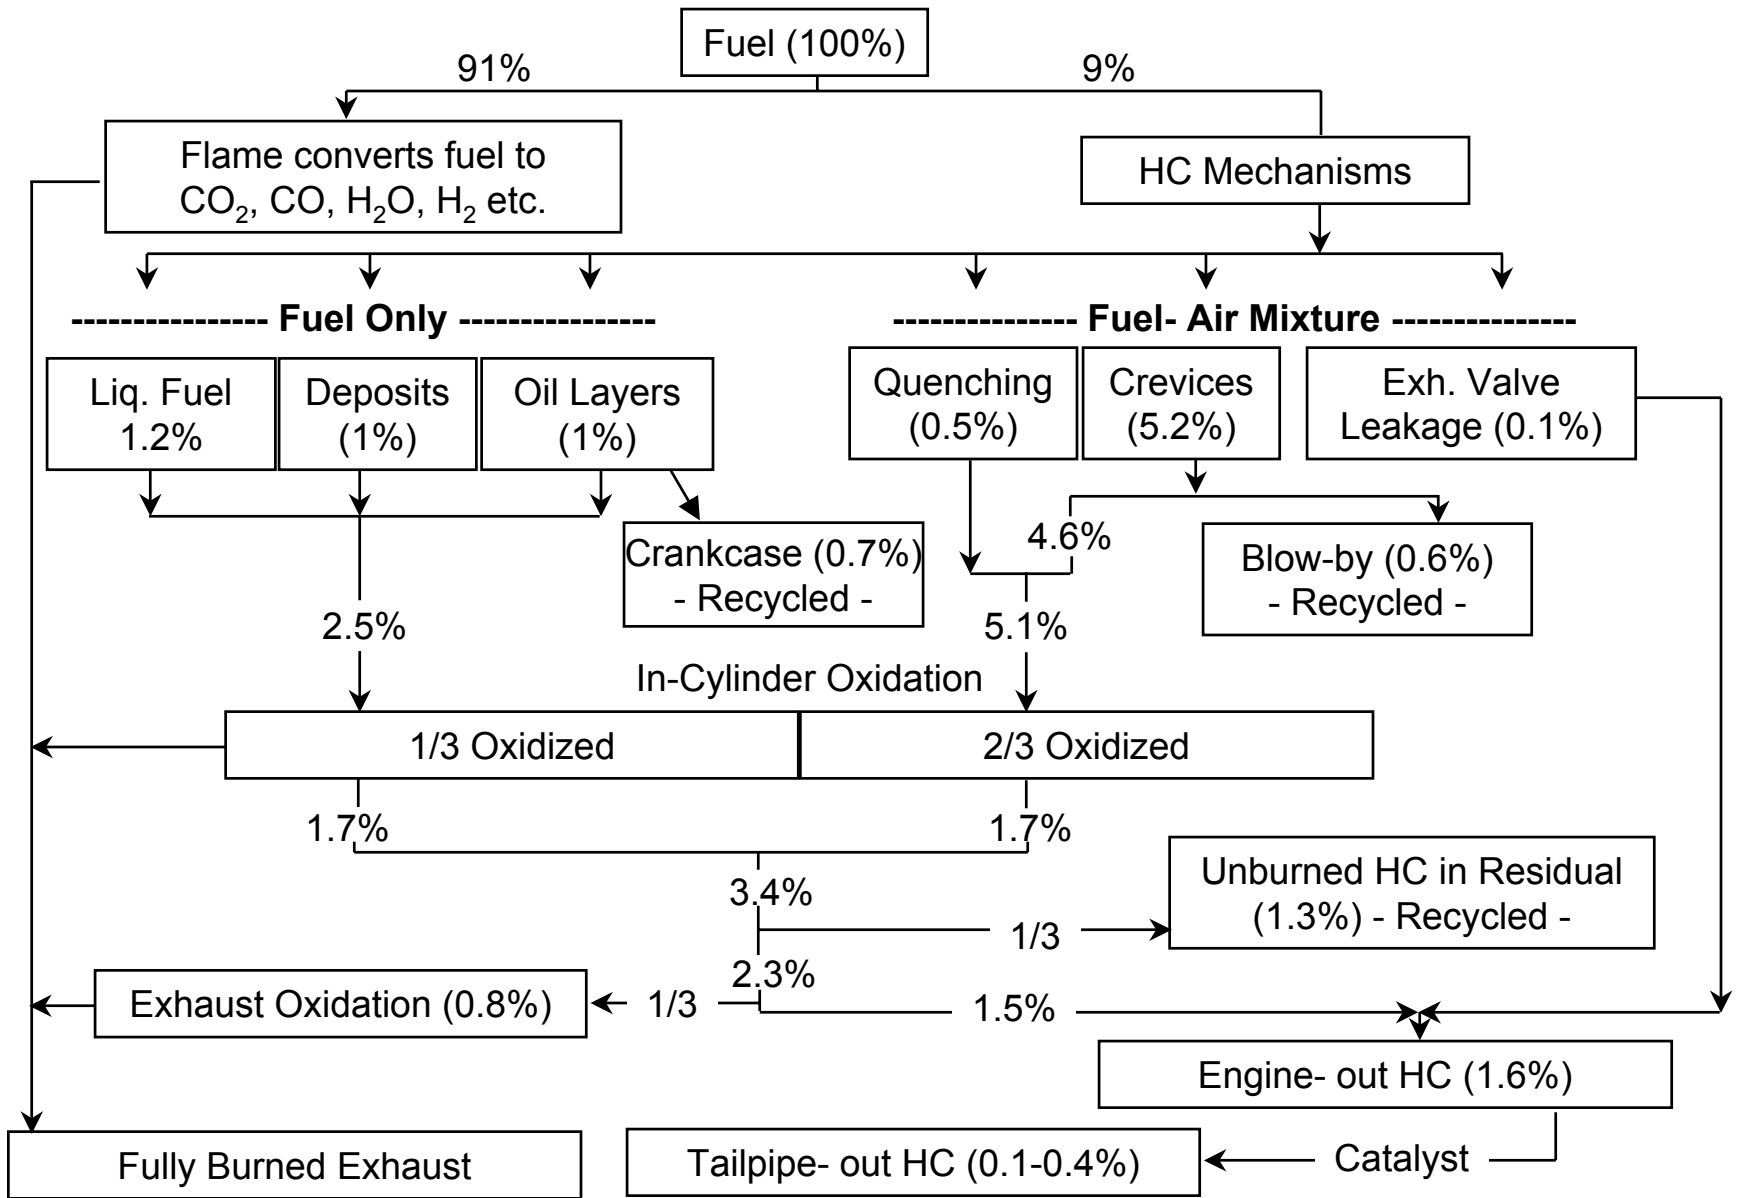 Fuel (100%)
91%
9%
Flame converts fuel to
CO₂, CO, H₂O, H₂ etc.
HC Mechanisms
---------------- Fuel Only ----------------
--------------- Fuel- Air Mixture ---------------
Liq. Fuel
1.2%
Deposits
(1%)
Oil Layers
(1%)
Quenching
(0.5%)
Crevices
(5.2%)
Exh. Valve
Leakage (0.1%)
Crankcase (0.7%)
- Recycled -
4.6%
Blow-by (0.6%)
- Recycled -
2.5%
5.1%
In-Cylinder Oxidation
1/3 Oxidized
2/3 Oxidized
1.7%
1.7%
3.4%
Unburned HC in Residual
(1.3%) - Recycled -
1/3
2.3%
Exhaust Oxidation (0.8%)
1/3
1.5%
Engine- out HC (1.6%)
Fully Burned Exhaust
Tailpipe- out HC (0.1-0.4%)
Catalyst